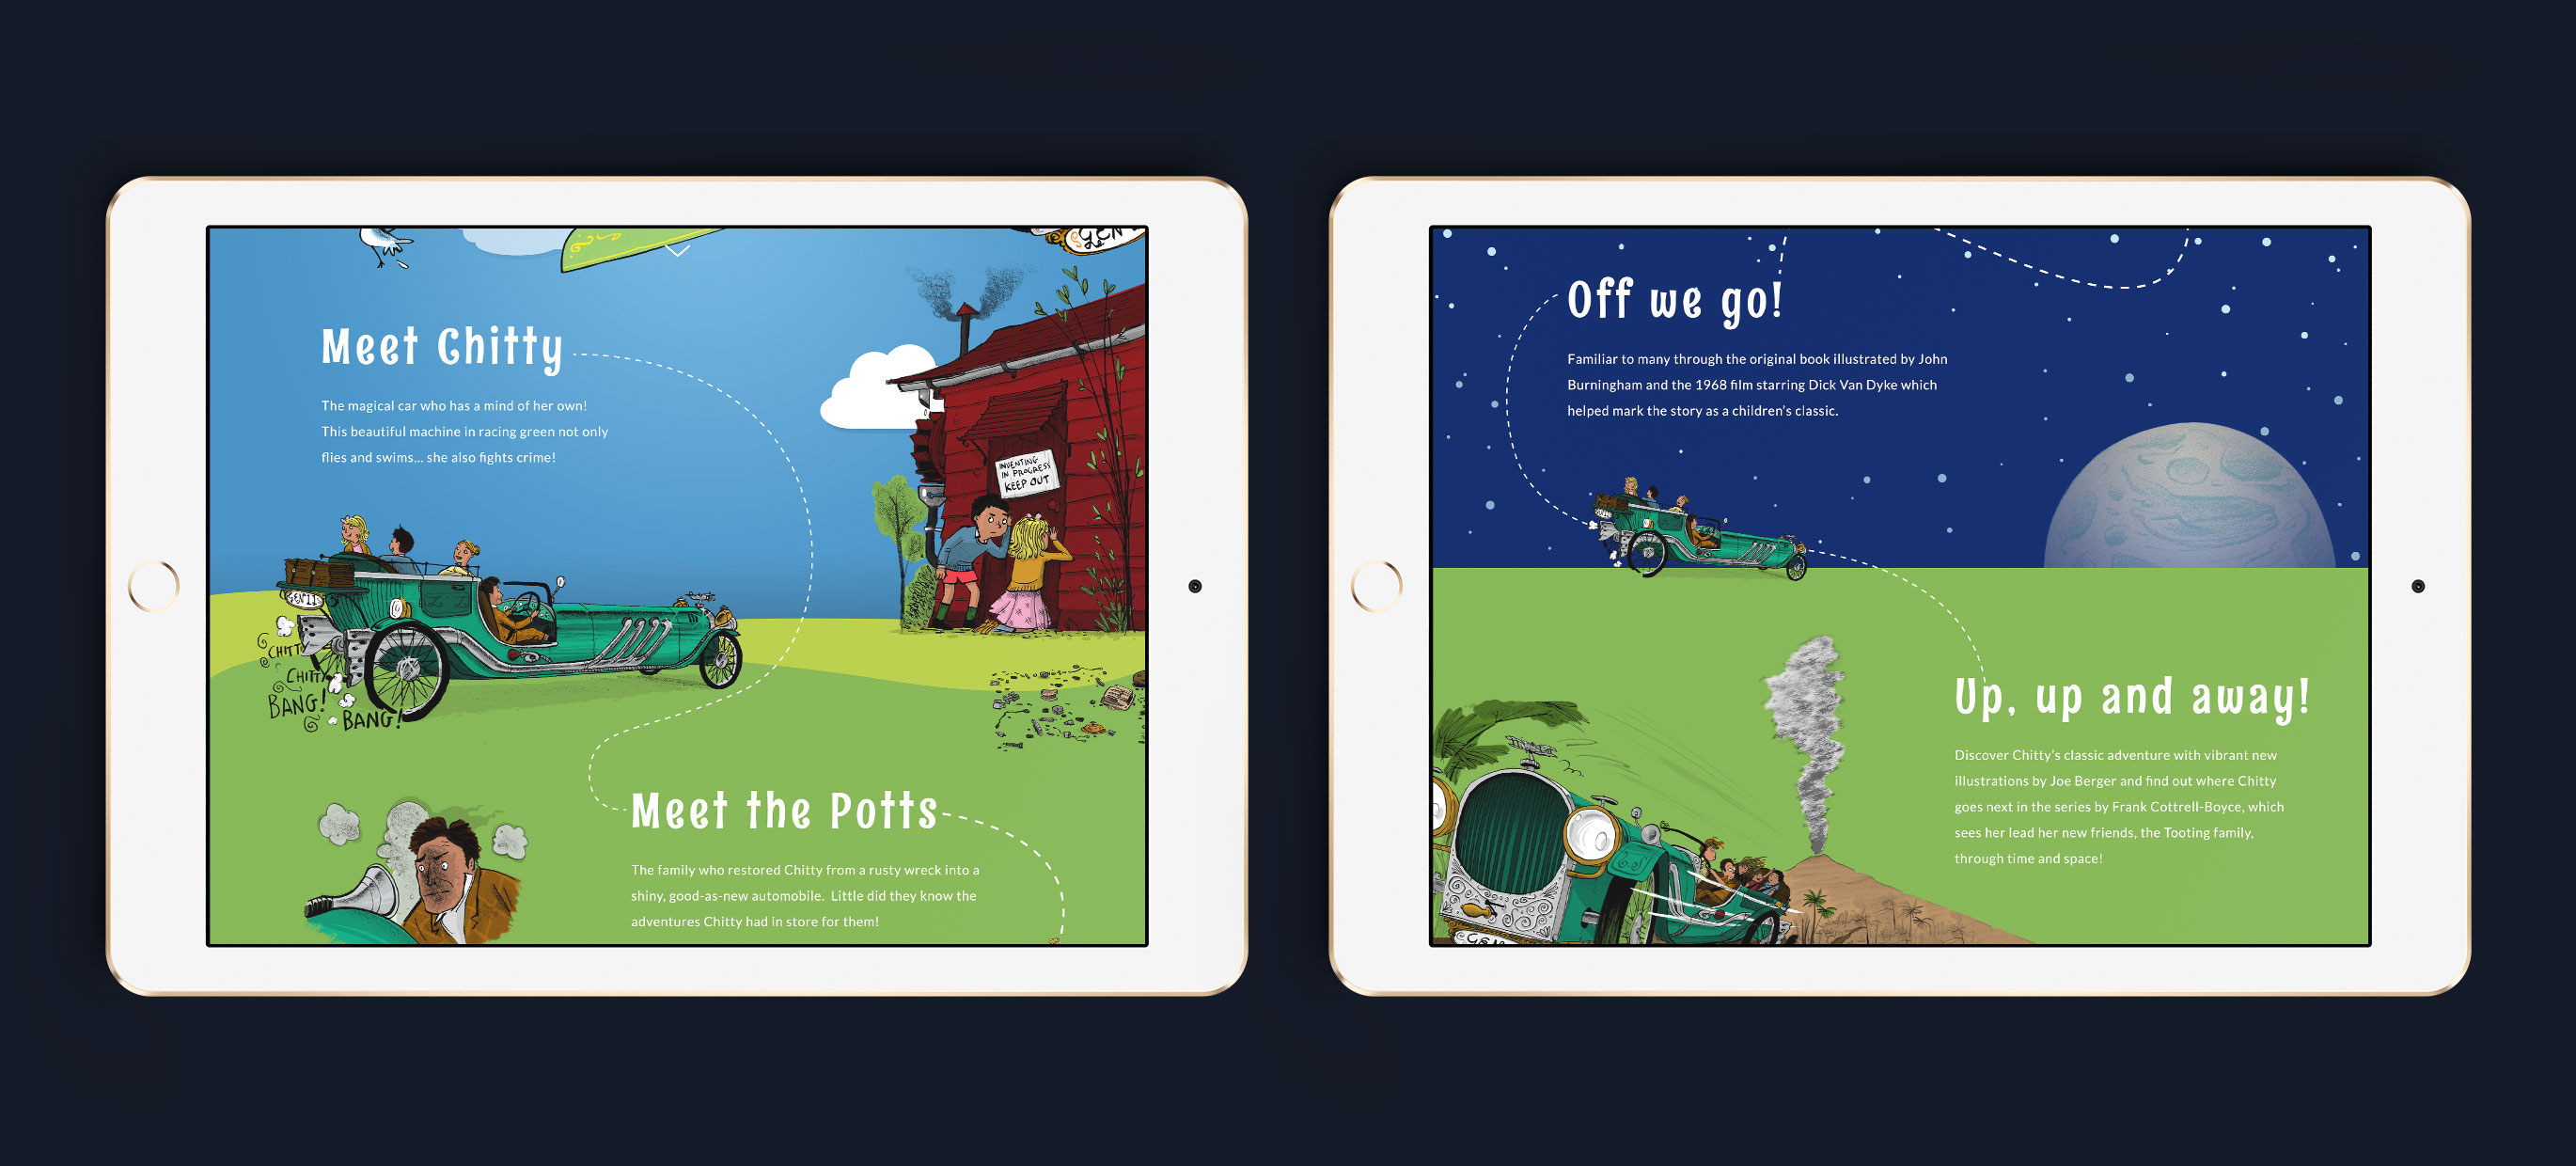 Meet Chitty
The magical car who has a mind of her own!
This beautiful machine in racing green not only
flies and swims... she also fights crime!
INVENTING
IN PROGRESS
KEEP OUT
GEN II
CHITTY
CHITTY
BANG!
BANG!
Meet the Potts
The family who restored Chitty from a rusty wreck into a
shiny, good-as-new automobile. Little did they know the
adventures Chitty had in store for them!
Off we go!
Familiar to many through the original book illustrated by John
Burningham and the 1968 film starring Dick Van Dyke which
helped mark the story as a children's classic.
Up, up and away!
Discover Chitty's classic adventure with vibrant new
illustrations by Joe Berger and find out where Chitty
goes next in the series by Frank Cottrell-Boyce, which
sees her lead her new friends, the Tooting family,
through time and space!